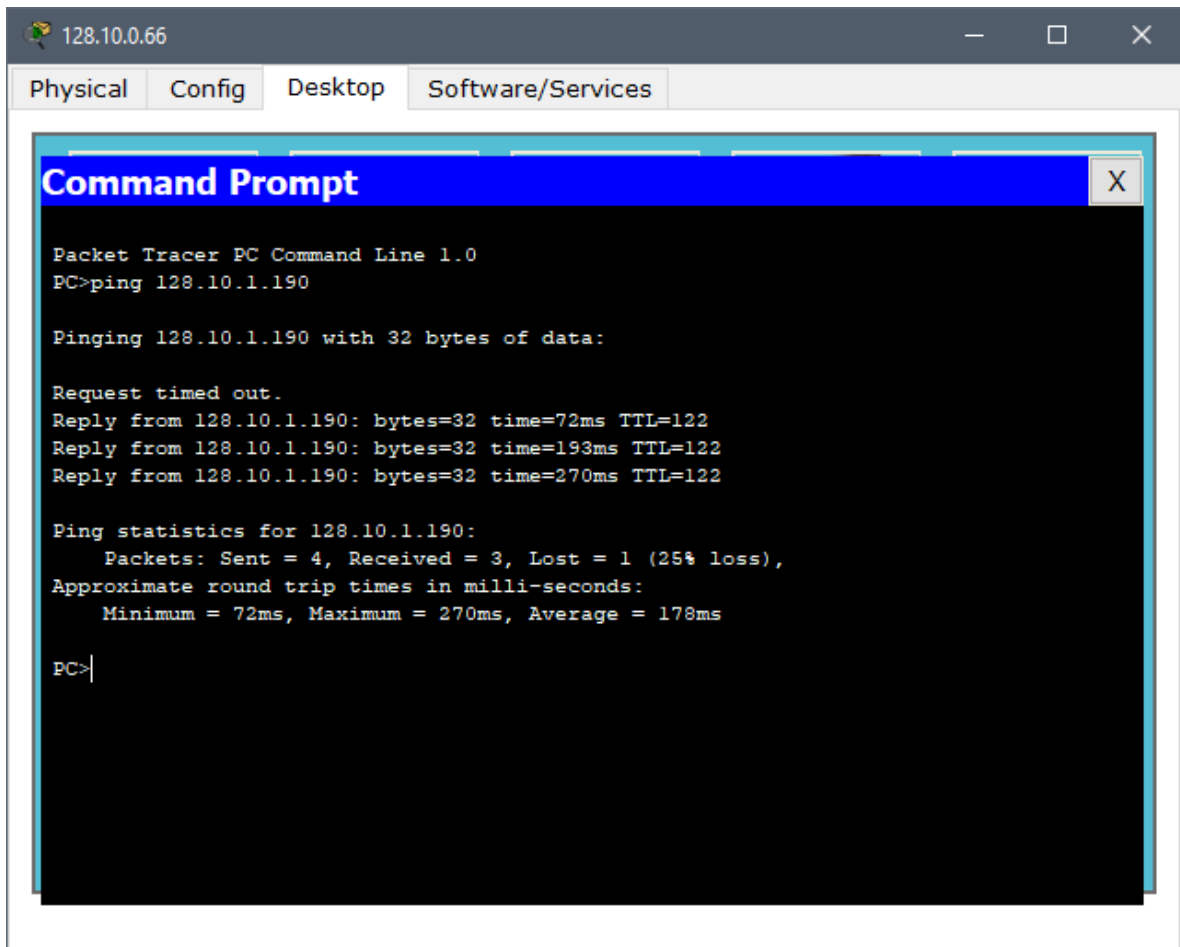 128.10.0.66
Physical Config Desktop Software/Services
Command Prompt X
Packet Tracer PC Command Line 1.0
PC>ping 128.10.1.190
Pinging 128.10.1.190 with 32 bytes of data:
Request timed out.
Reply from 128.10.1.190: bytes=32 time=72ms TTL=122
Reply from 128.10.1.190: bytes=32 time=193ms TTL=122
Reply from 128.10.1.190: bytes=32 time=270ms TTL=122
Ping statistics for 128.10.1.190:
Packets: Sent = 4, Received = 3, Lost = 1 (25% loss),
Approximate round trip times in milli-seconds:
Minimum = 72ms, Maximum = 270ms, Average = 178ms
PC>